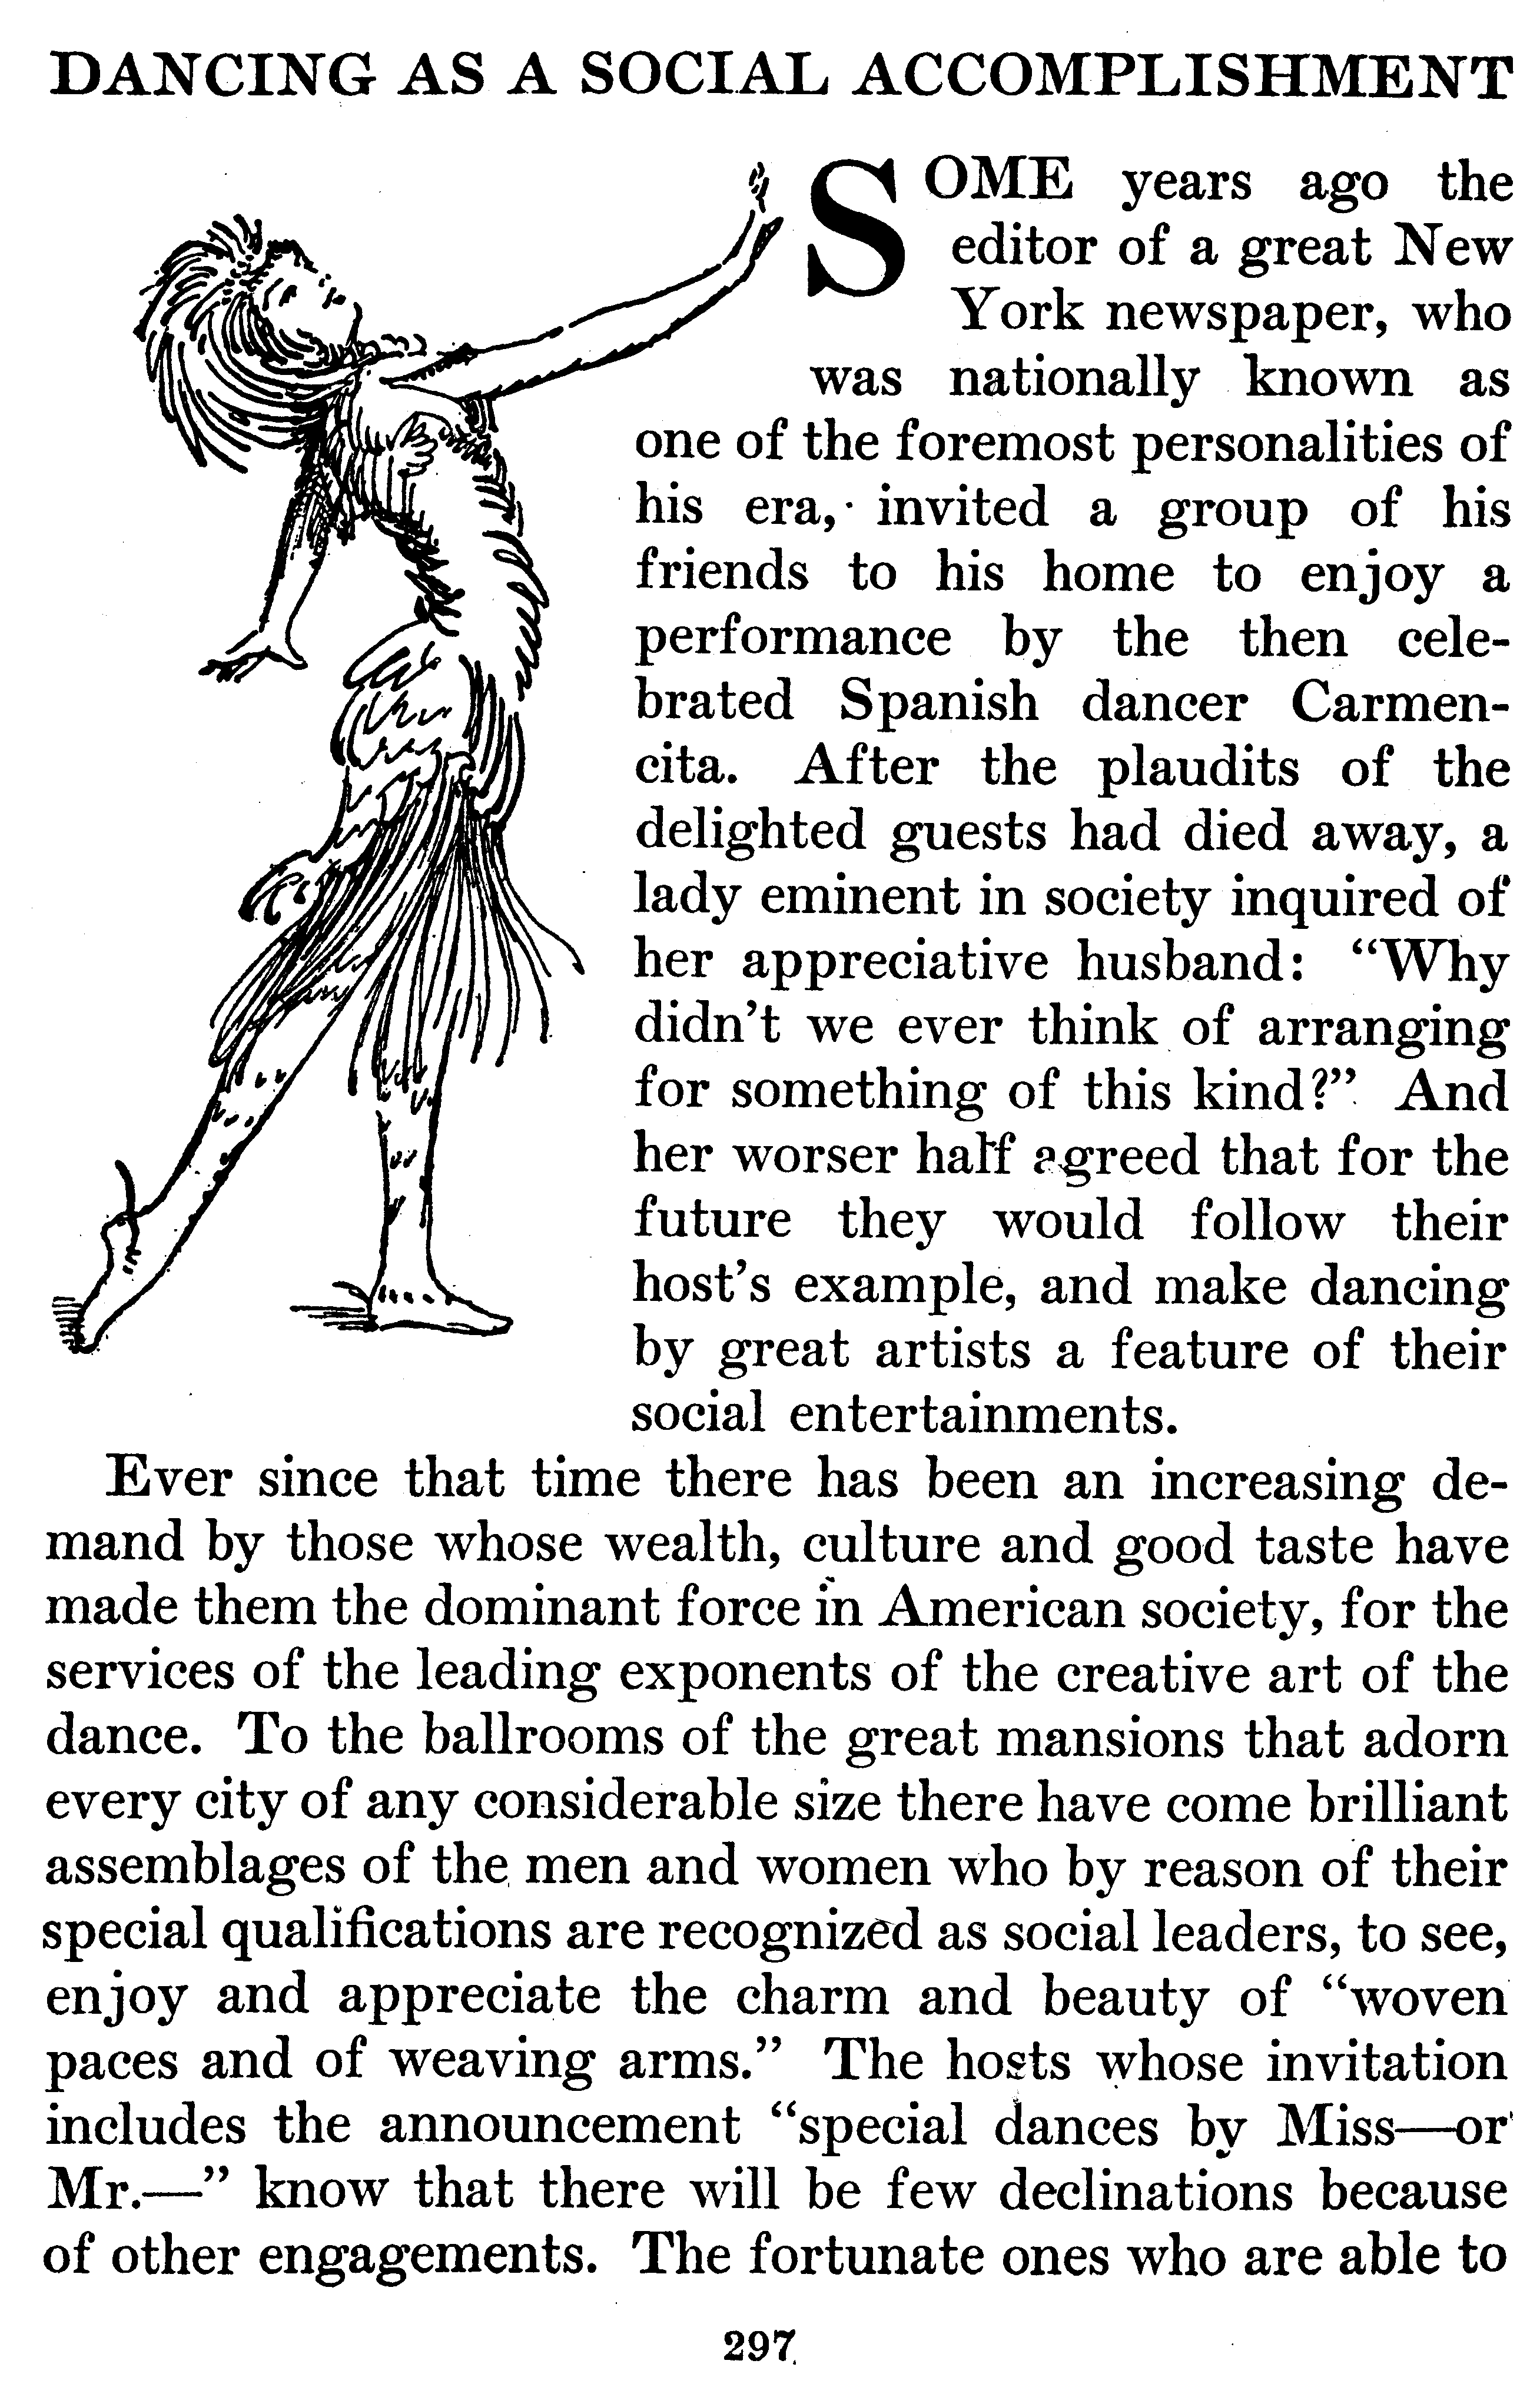 DANCING AS A SOCIAL ACCOMPLISHMENT
SOME years ago the
editor of a great New
York newspaper, who
was nationally known as
one of the foremost personalities of
his era, invited a group of his
friends to his home to enjoy a
performance by the then cele-
brated Spanish dancer Carmen-
cita. After the plaudits of the
delighted guests had died away, a
lady eminent in society inquired of
her appreciative husband: “Why
didn’t we ever think of arranging
for something of this kind?” And
her worser half agreed that for the
future they would follow their
host’s example, and make dancing
by great artists a feature of their
social entertainments.
Ever since that time there has been an increasing de-
mand by those whose wealth, culture and good taste have
made them the dominant force in American society, for the
services of the leading exponents of the creative art of the
dance. To the ballrooms of the great mansions that adorn
every city of any considerable size there have come brilliant
assemblages of the men and women who by reason of their
special qualifications are recognized as social leaders, to see,
enjoy and appreciate the charm and beauty of “woven
paces and of weaving arms.” The hosts whose invitation
includes the announcement “special dances by Miss—or
Mr.—” know that there will be few declinations because
of other engagements. The fortunate ones who are able to
297